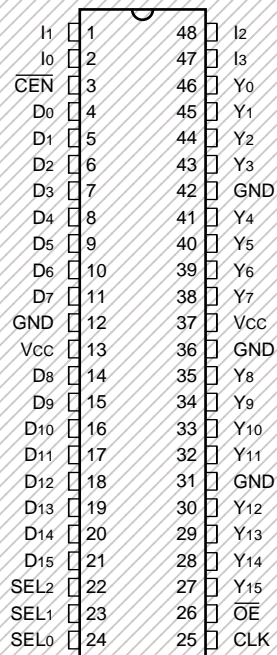 I1 1 48 I2
I0 2 47 I3
C̅E̅N̅ 3 46 Y0
D0 4 45 Y1
D1 5 44 Y2
D2 6 43 Y3
D3 7 42 GND
D4 8 41 Y4
D5 9 40 Y5
D6 10 39 Y6
D7 11 38 Y7
GND 12 37 VCC
VCC 13 36 GND
D8 14 35 Y8
D9 15 34 Y9
D10 16 33 Y10
D11 17 32 Y11
D12 18 31 GND
D13 19 30 Y12
D14 20 29 Y13
D15 21 28 Y14
SEL2 22 27 Y15
SEL1 23 26 O̅E̅
SEL0 24 25 CLK